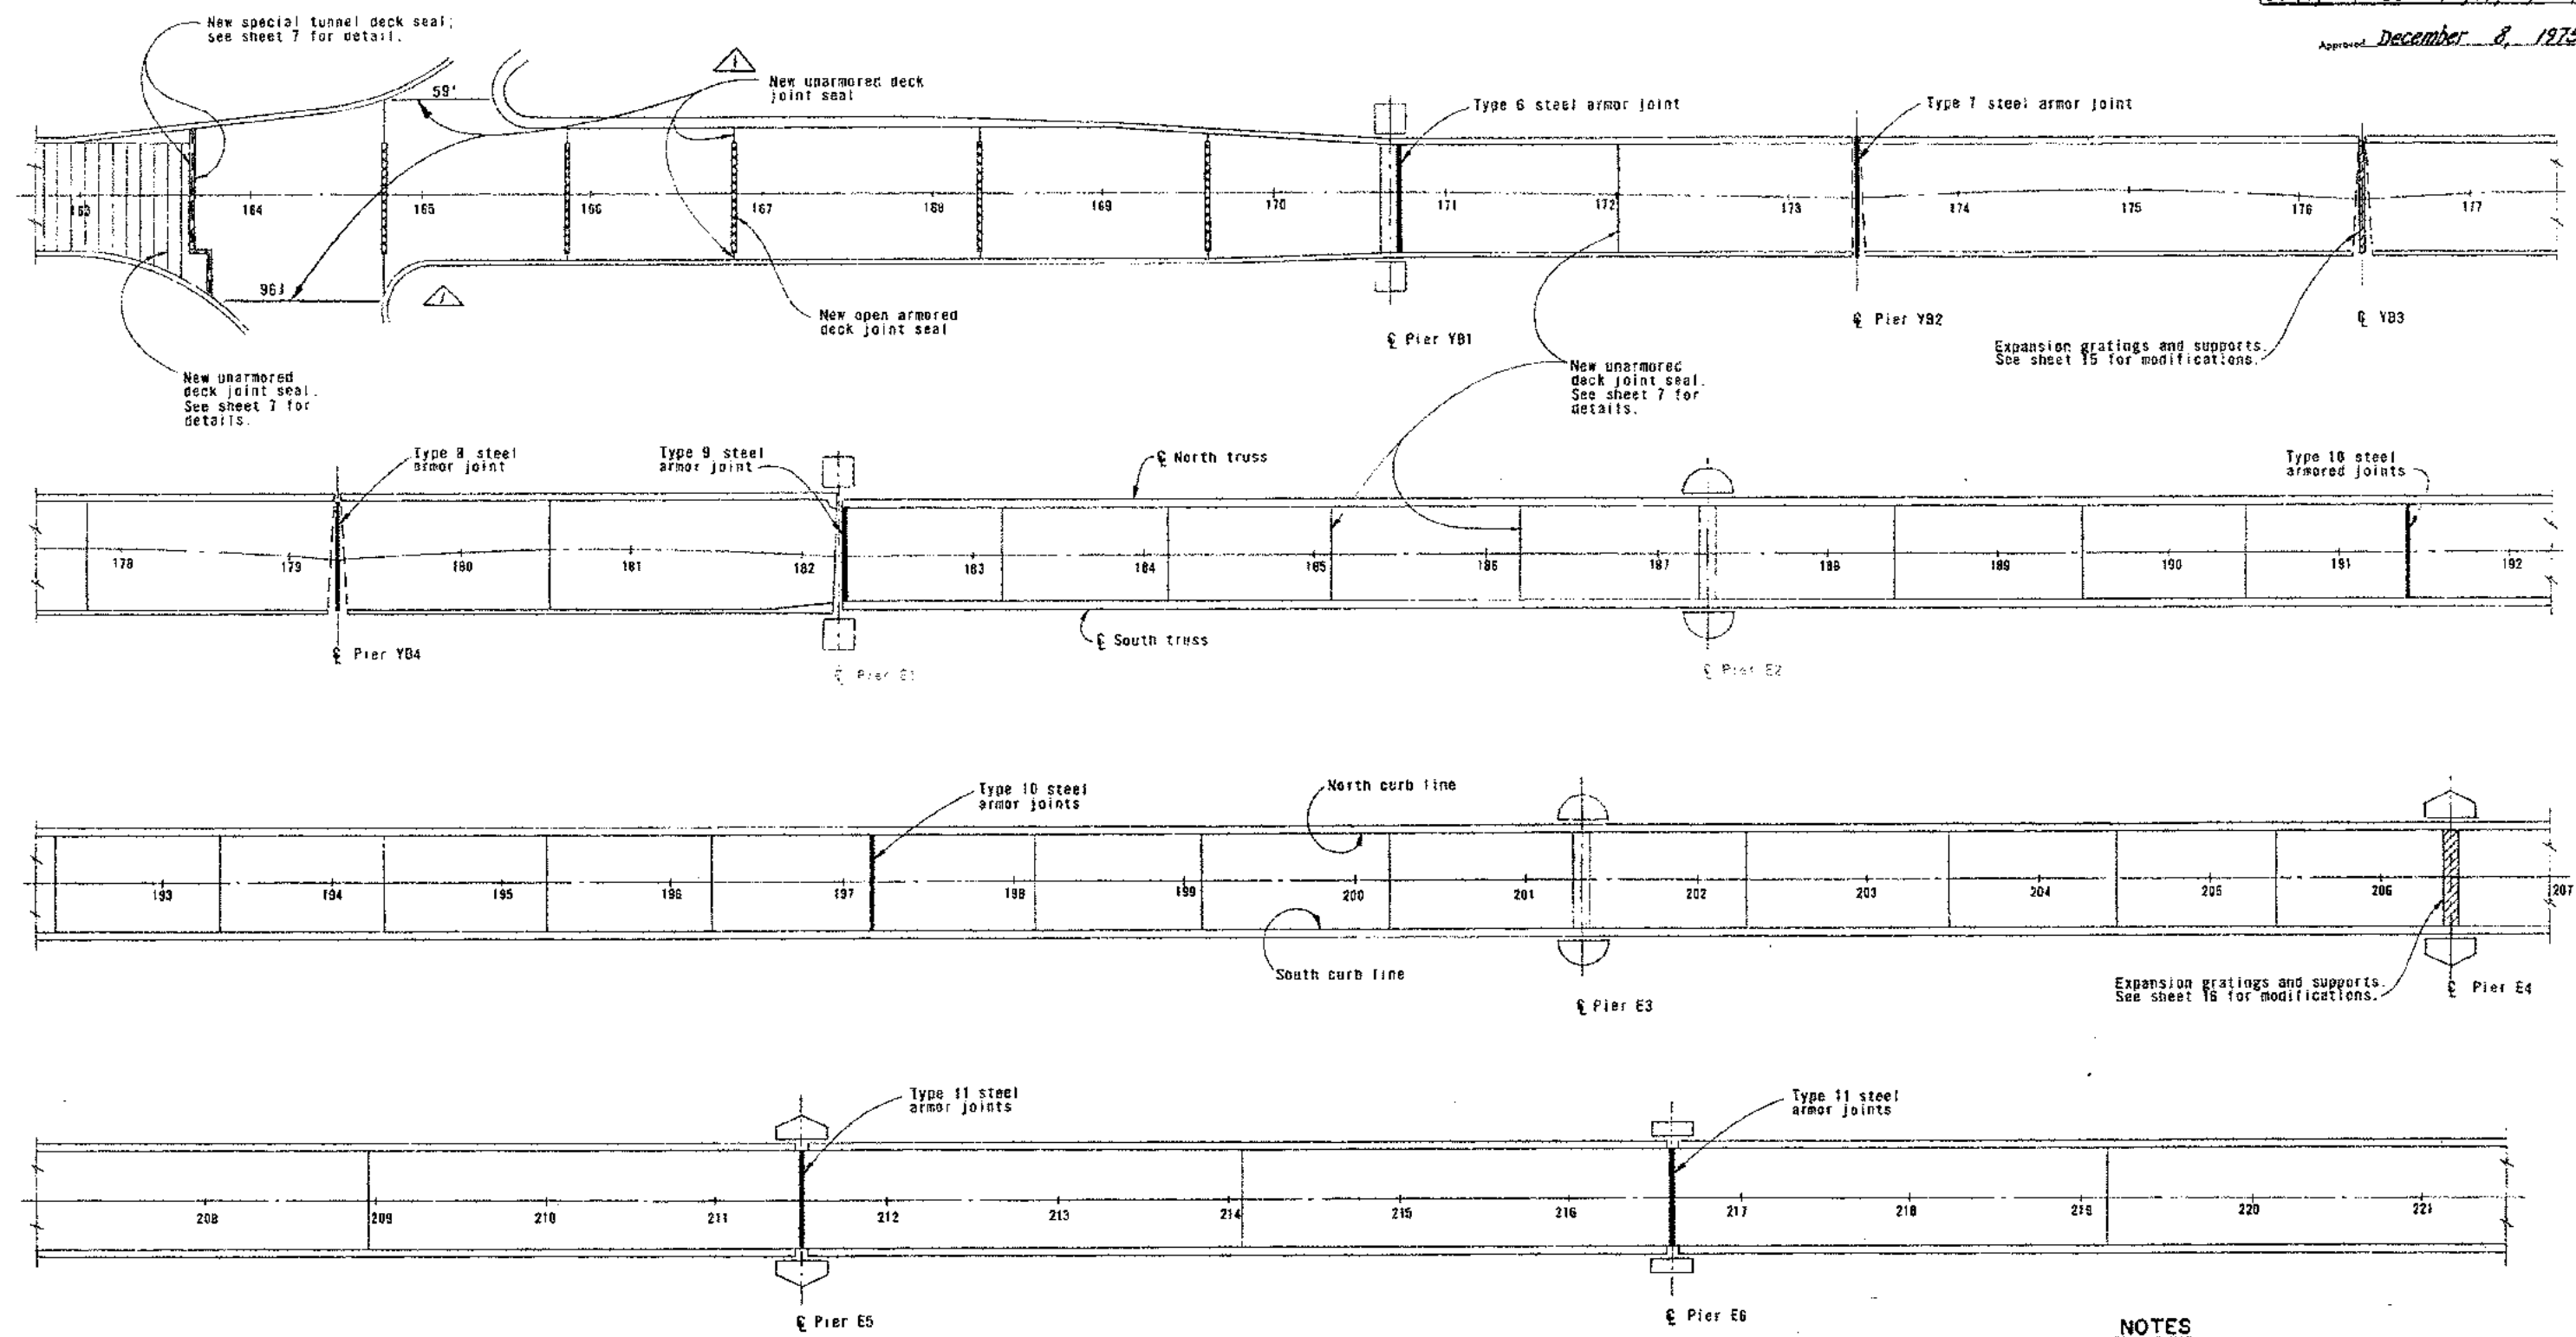 Approved December 8, 1975
New special tunnel deck seal;
see sheet 7 for detail.
59'
New unarmored deck
joint seal
Type 6 steel armor joint
Type 7 steel armor joint
163 164 165 166 167 168 169 170 171 172 173 174 175 176 177
New open armored
deck joint seal
New unarmored
deck joint seal.
See sheet 7 for
details.
℄ Pier YB1
℄ Pier YB2
℄ YB3
Expansion gratings and supports.
See sheet 15 for modifications.
New unarmored
deck joint seal.
See sheet 7 for
details.
Type 8 steel
armor joint
Type 9 steel
armor joint
℄ North truss
Type 10 steel
armored joints
178 179 180 181 182 183 184 185 186 187 188 189 190 191 192
℄ Pier YB4
℄ South truss
℄ Pier E1
℄ Pier E2
Type 10 steel
armor joints
North curb line
193 194 195 196 197 198 199 200 201 202 203 204 205 206 207
South curb line
℄ Pier E3
Expansion gratings and supports.
See sheet 16 for modifications.
℄ Pier E4
Type 11 steel
armor joints
Type 11 steel
armor joints
208 209 210 211 212 213 214 215 216 217 218 219 220 221
℄ Pier E5
℄ Pier E6
NOTES